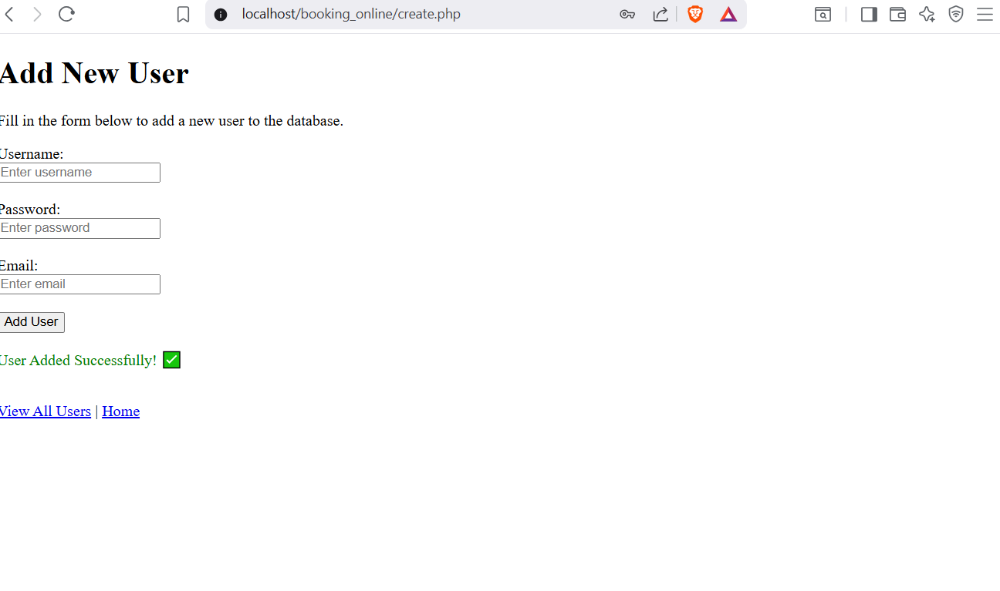 localhost/booking_online/create.php
Add New User
Fill in the form below to add a new user to the database.
Username:
Enter username
Password:
Enter password
Email:
Enter email
Add User
User Added Successfully! ✅
View All Users | Home